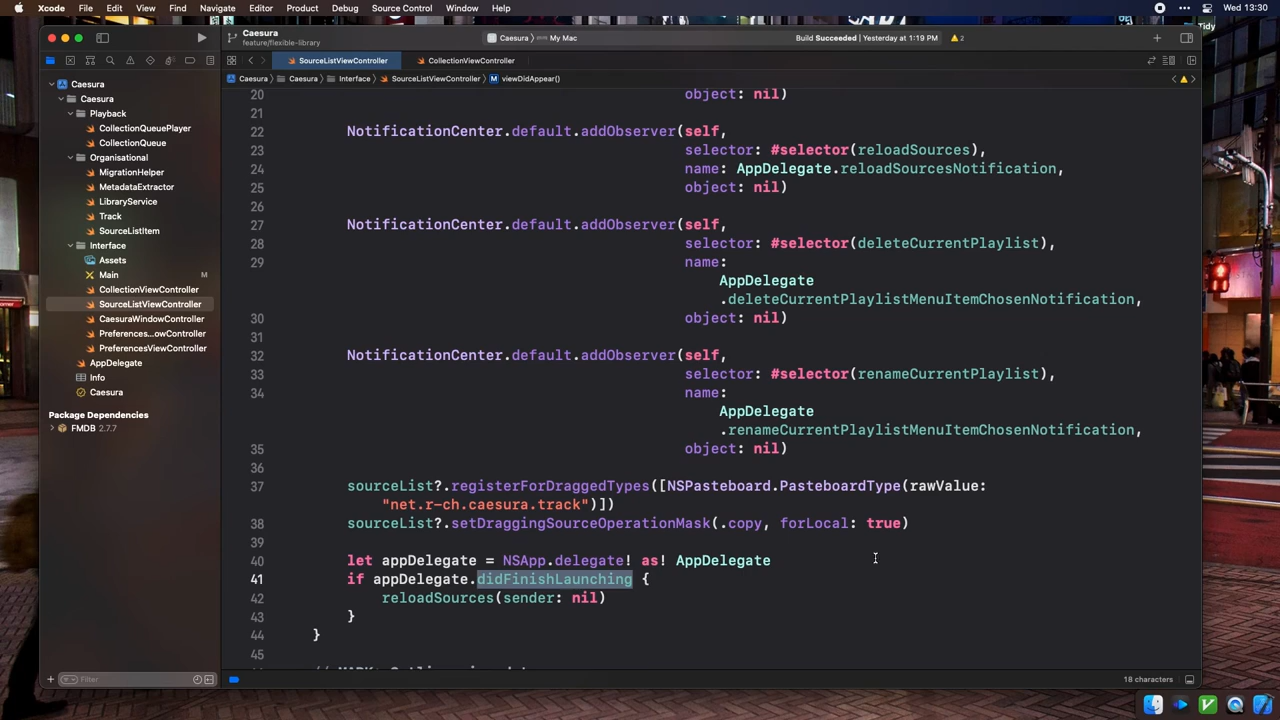 Xcode File Edit View Find Navigate Editor Product Debug Source Control Window Help Wed 13:30
Tidy
Caesura
feature/flexible-library
Caesura 〉 My Mac
Build Succeeded | Yesterday at 1:19 PM
2
SourceListViewController
CollectionViewController
Caesura 〉 Caesura 〉 Interface 〉 SourceListViewController 〉 M viewDidAppear()
Caesura
Caesura
Playback
CollectionQueuePlayer
CollectionQueue
Organisational
MigrationHelper
MetadataExtractor
LibraryService
Track
SourceListItem
Interface
Assets
Main M
CollectionViewController
SourceListViewController
CaesuraWindowController
Preferences...owController
PreferencesViewController
AppDelegate
Info
Caesura
Package Dependencies
FMDB 2.7.7
Filter
20 object: nil)
21
22 NotificationCenter.default.addObserver(self,
23 selector: #selector(reloadSources),
24 name: AppDelegate.reloadSourcesNotification,
25 object: nil)
26
27 NotificationCenter.default.addObserver(self,
28 selector: #selector(deleteCurrentPlaylist),
29 name:
AppDelegate
.deleteCurrentPlaylistMenuItemChosenNotification,
30 object: nil)
31
32 NotificationCenter.default.addObserver(self,
33 selector: #selector(renameCurrentPlaylist),
34 name:
AppDelegate
.renameCurrentPlaylistMenuItemChosenNotification,
35 object: nil)
36
37 sourceList?.registerForDraggedTypes([NSPasteboard.PasteboardType(rawValue:
"net.r-ch.caesura.track")])
38 sourceList?.setDraggingSourceOperationMask(.copy, forLocal: true)
39
40 let appDelegate = NSApp.delegate! as! AppDelegate
41 if appDelegate.didFinishLaunching {
42 reloadSources(sender: nil)
43 }
44 }
45
18 characters